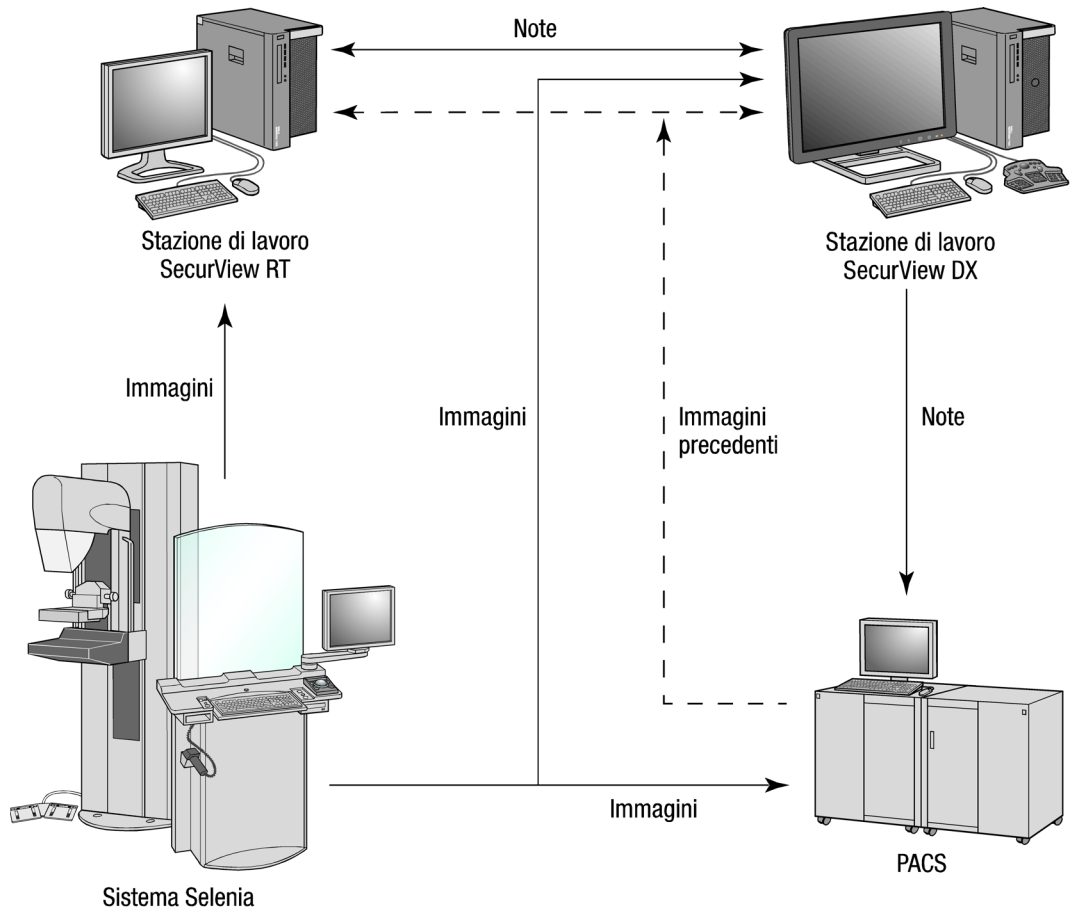 Note
Stazione di lavoro
SecurView RT
Stazione di lavoro
SecurView DX
Immagini
Immagini
Immagini
precedenti
Note
Immagini
PACS
Sistema Selenia